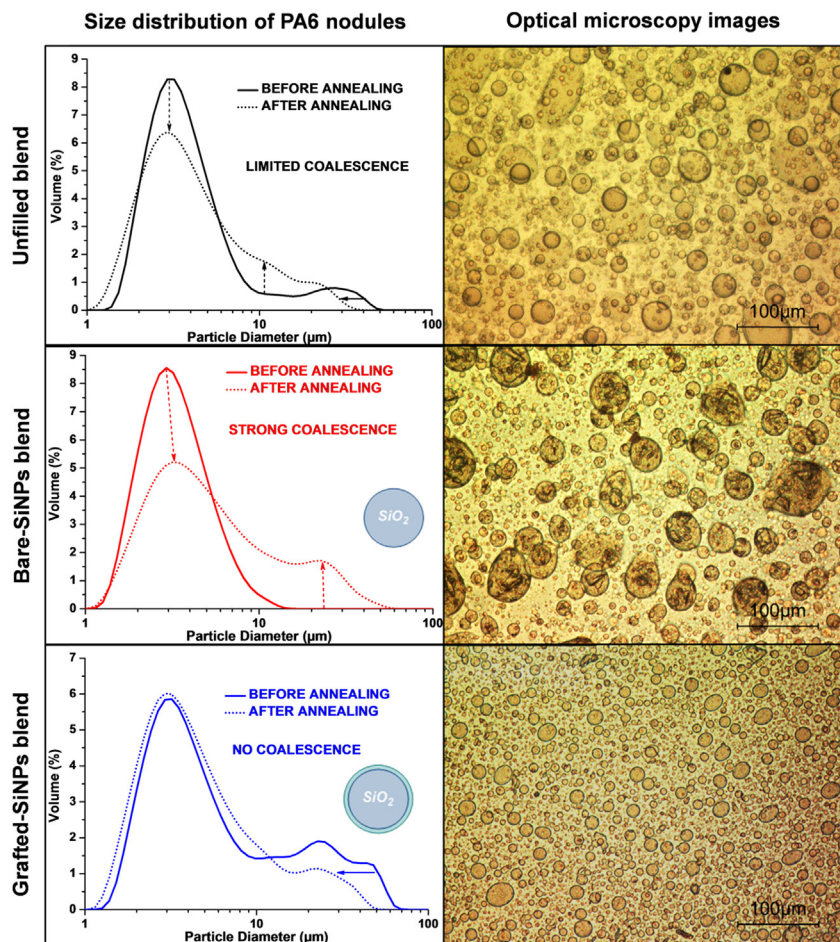 Size distribution of PA6 nodules
Optical microscopy images
Unfilled blend
9
8
7
6
5
4
3
2
1
0
Volume (%)
BEFORE ANNEALING
AFTER ANNEALING
LIMITED COALESCENCE
1
10
100
Particle Diameter (µm)
100µm
Bare-SiNPs blend
9
8
7
6
5
4
3
2
1
0
Volume (%)
BEFORE ANNEALING
AFTER ANNEALING
STRONG COALESCENCE
SiO2
1
10
100
Particle Diameter (µm)
100µm
Grafted-SiNPs blend
7
6
5
4
3
2
1
0
Volume (%)
BEFORE ANNEALING
AFTER ANNEALING
NO COALESCENCE
SiO2
1
10
100
Particle Diameter (µm)
100µm